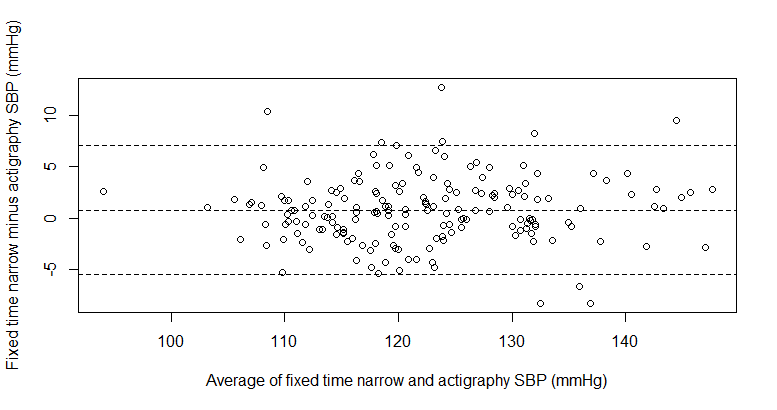 Fixed time narrow minus actigraphy SBP (mmHg)
10
5
0
-5
100 110 120 130 140
Average of fixed time narrow and actigraphy SBP (mmHg)